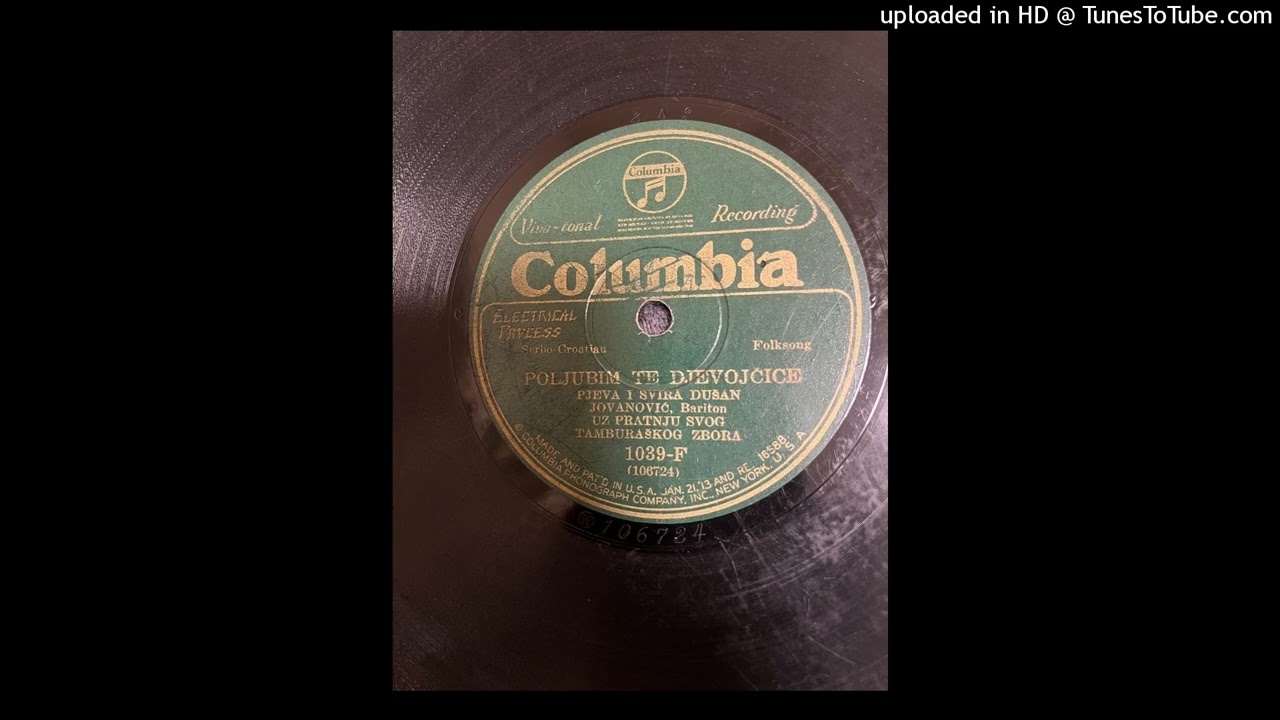 uploaded in HD @ TunesToTube.com
Columbia
Viva-tonal Recording
Columbia
ELECTRICAL
PROCESS
Serbo-Croatian Folksong
POLJUBIM TE DJEVOJČICE
PJEVA I SVIRA DUŠAN
JOVANOVIĆ, Bariton
UZ PRATNJU SVOG
TAMBURAŠKOG ZBORA
1039-F
(106724)
MADE AND PAT'D IN U.S.A. JAN. 21,'13 AND RE. 16588
© COLUMBIA PHONOGRAPH COMPANY, INC., NEW YORK, U.S.A
W 106724